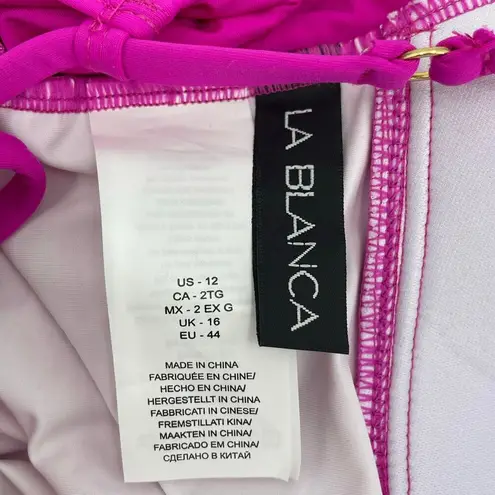 LA BLANCA
US - 12
CA - 2TG
MX - 2 EX G
UK - 16
EU - 44
MADE IN CHINA
FABRIQUÉE EN CHINE/
HECHO EN CHINA/
HERGESTELLT IN CHINA
FABBRICATI IN CINESE/
FREMSTILLATI KINA/
MAAKTEN IN CHINA/
FABRICADO EM CHINA/
СДЕЛАНО В КИТАЙ